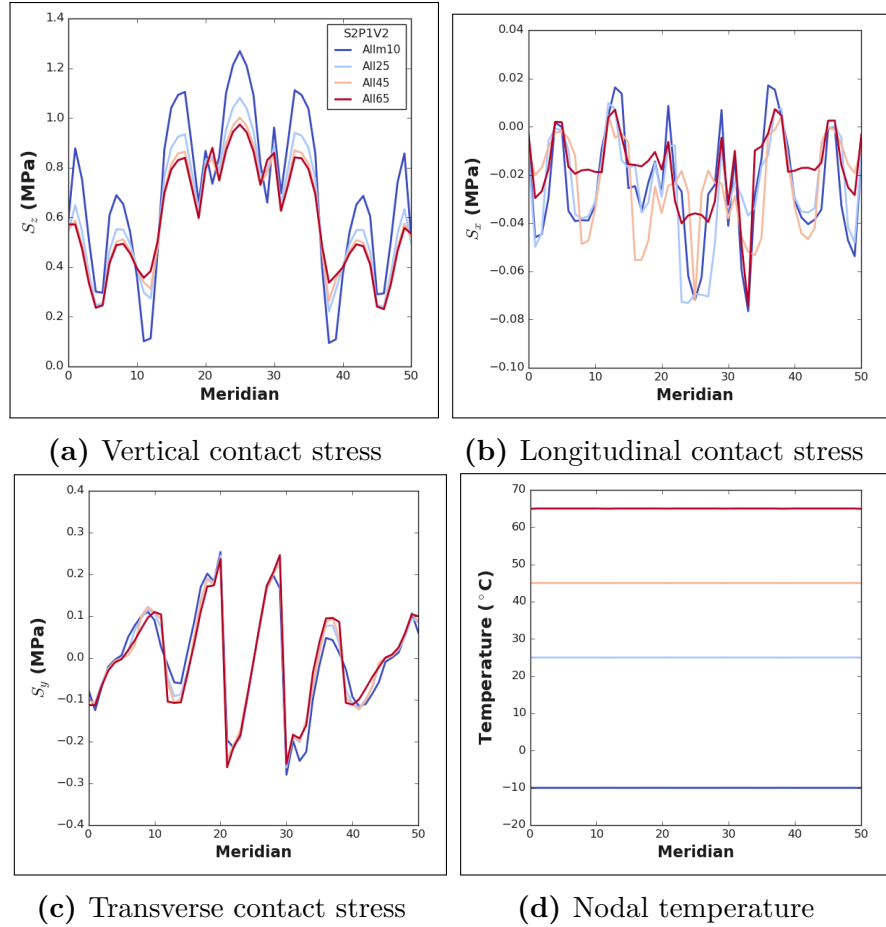 1.4
1.2
1.0
0.8
0.6
0.4
0.2
0.0
S_z (MPa)
S2P1V2
Allm10
All25
All45
All65
0 10 20 30 40 50
Meridian
(a) Vertical contact stress
0.04
0.02
0.00
−0.02
−0.04
−0.06
−0.08
−0.10
S_x (MPa)
0 10 20 30 40 50
Meridian
(b) Longitudinal contact stress
0.4
0.3
0.2
0.1
0.0
−0.1
−0.2
−0.3
−0.4
S_y (MPa)
0 10 20 30 40 50
Meridian
(c) Transverse contact stress
70
60
50
40
30
20
10
0
−10
−20
Temperature (°C)
0 10 20 30 40 50
Meridian
(d) Nodal temperature